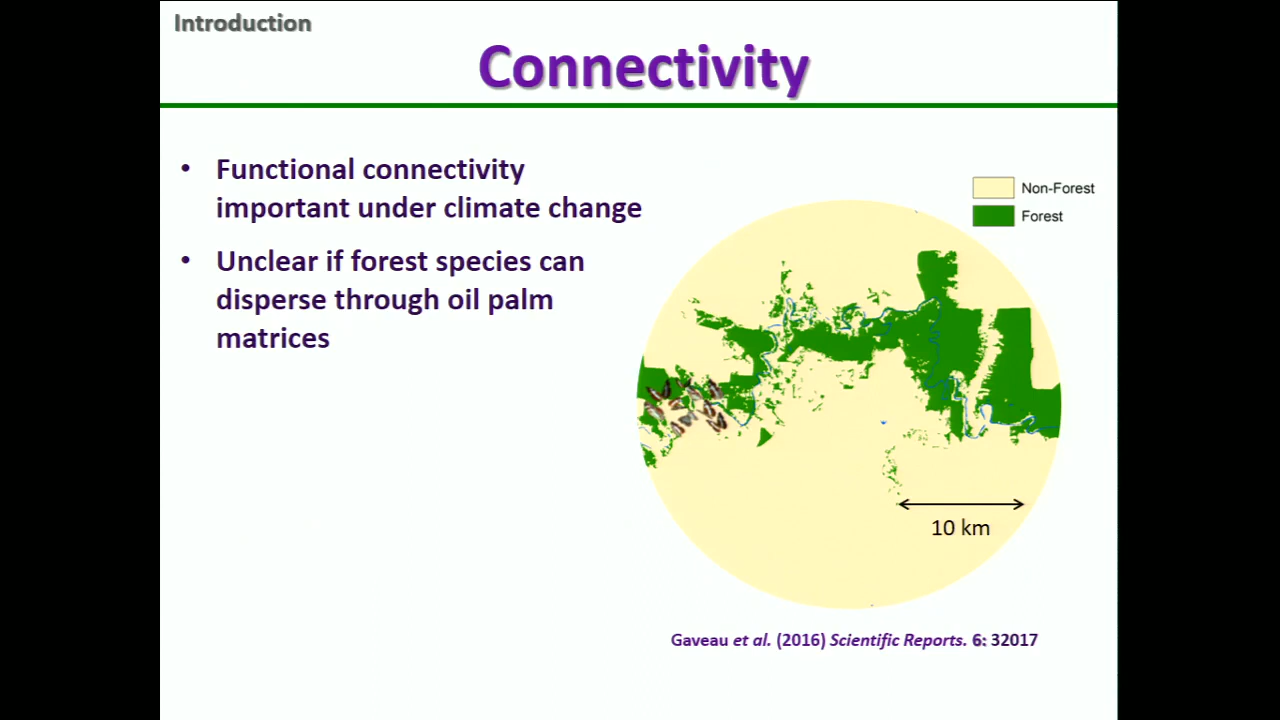 Introduction
Connectivity
• Functional connectivity
important under climate change
• Unclear if forest species can
disperse through oil palm
matrices
Non-Forest
Forest
10 km
Gaveau et al. (2016) Scientific Reports. 6: 32017